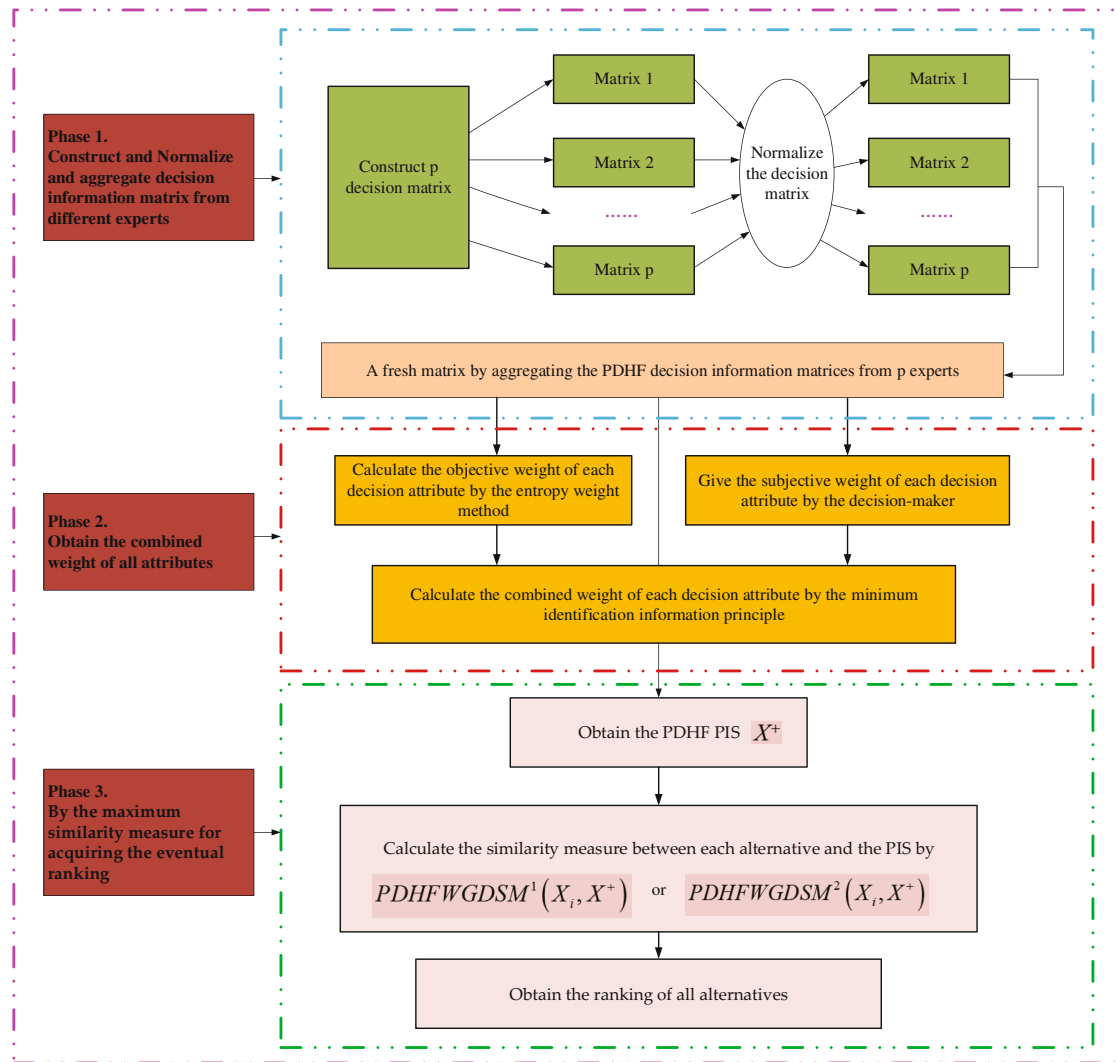 Phase 1.
Construct and Normalize
and aggregate decision
information matrix from
different experts
Construct p
decision matrix
Matrix 1
Matrix 2
......
Matrix p
Normalize
the decision
matrix
Matrix 1
Matrix 2
......
Matrix p
A fresh matrix by aggregating the PDHF decision information matrices from p experts
Phase 2.
Obtain the combined
weight of all attributes
Calculate the objective weight of each
decision attribute by the entropy weight
method
Give the subjective weight of each decision
attribute by the decision-maker
Calculate the combined weight of each decision attribute by the minimum
identification information principle
Phase 3.
By the maximum
similarity measure for
acquiring the eventual
ranking
Obtain the PDHF PIS X⁺
Calculate the similarity measure between each alternative and the PIS by
PDHFWGDSM¹(Xᵢ, X⁺) or PDHFWGDSM²(Xᵢ, X⁺)
Obtain the ranking of all alternatives